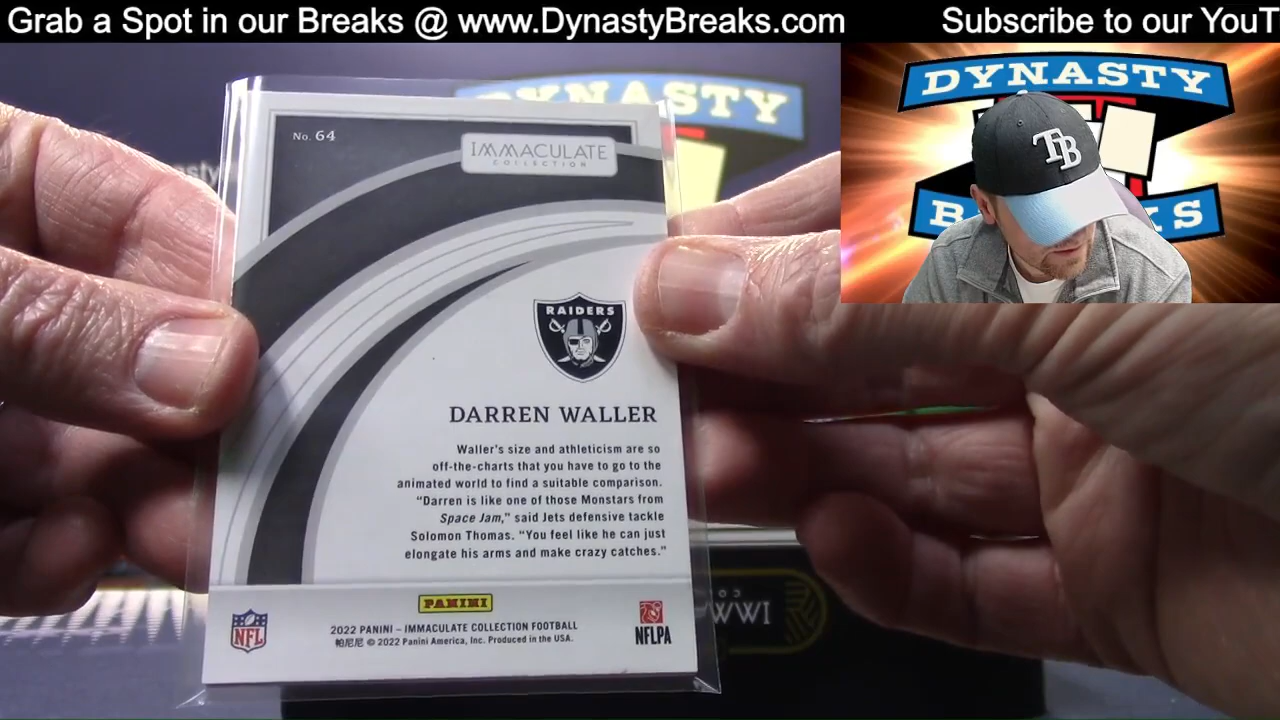 Grab a Spot in our Breaks @ www.DynastyBreaks.com
Subscribe to our YouT
DYNASTY
TB
No. 64
IMMACULATE
COLLECTION
RAIDERS
DARREN WALLER
Waller's size and athleticism are so
off-the-charts that you have to go to the
animated world to find a suitable comparison.
"Darren is like one of those Monstars from
Space Jam," said Jets defensive tackle
Solomon Thomas. "You feel like he can just
elongate his arms and make crazy catches."
PANINI
NFL
2022 PANINI – IMMACULATE COLLECTION FOOTBALL
帕尼尼 © 2022 Panini America, Inc. Produced in the USA.
NFLPA